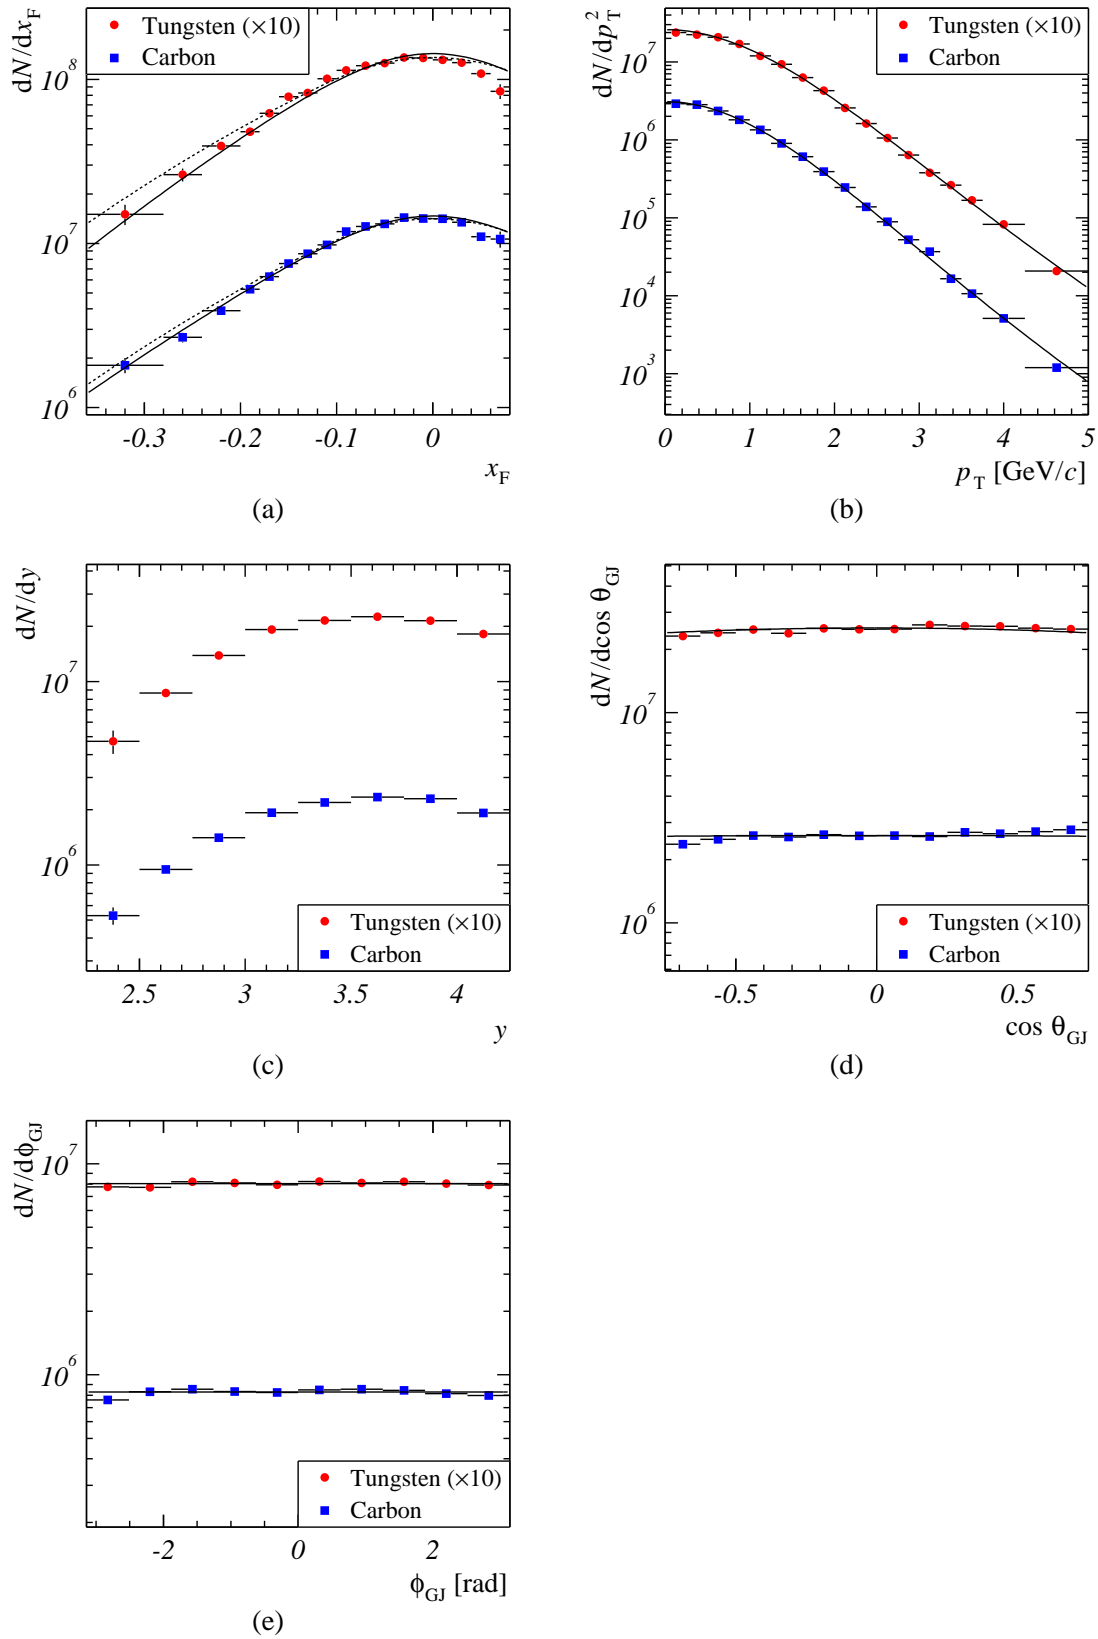 dN/dx_F
Tungsten (×10)
Carbon
10^8
10^7
10^6
-0.3 -0.2 -0.1 0
x_F
(a)
dN/dp_T^2
Tungsten (×10)
Carbon
10^7
10^6
10^5
10^4
10^3
0 1 2 3 4 5
p_T [GeV/c]
(b)
dN/dy
10^7
10^6
Tungsten (×10)
Carbon
2.5 3 3.5 4
y
(c)
dN/dcos θ_GJ
10^7
10^6
Tungsten (×10)
Carbon
-0.5 0 0.5
cos θ_GJ
(d)
dN/dϕ_GJ
10^7
10^6
Tungsten (×10)
Carbon
-2 0 2
ϕ_GJ [rad]
(e)